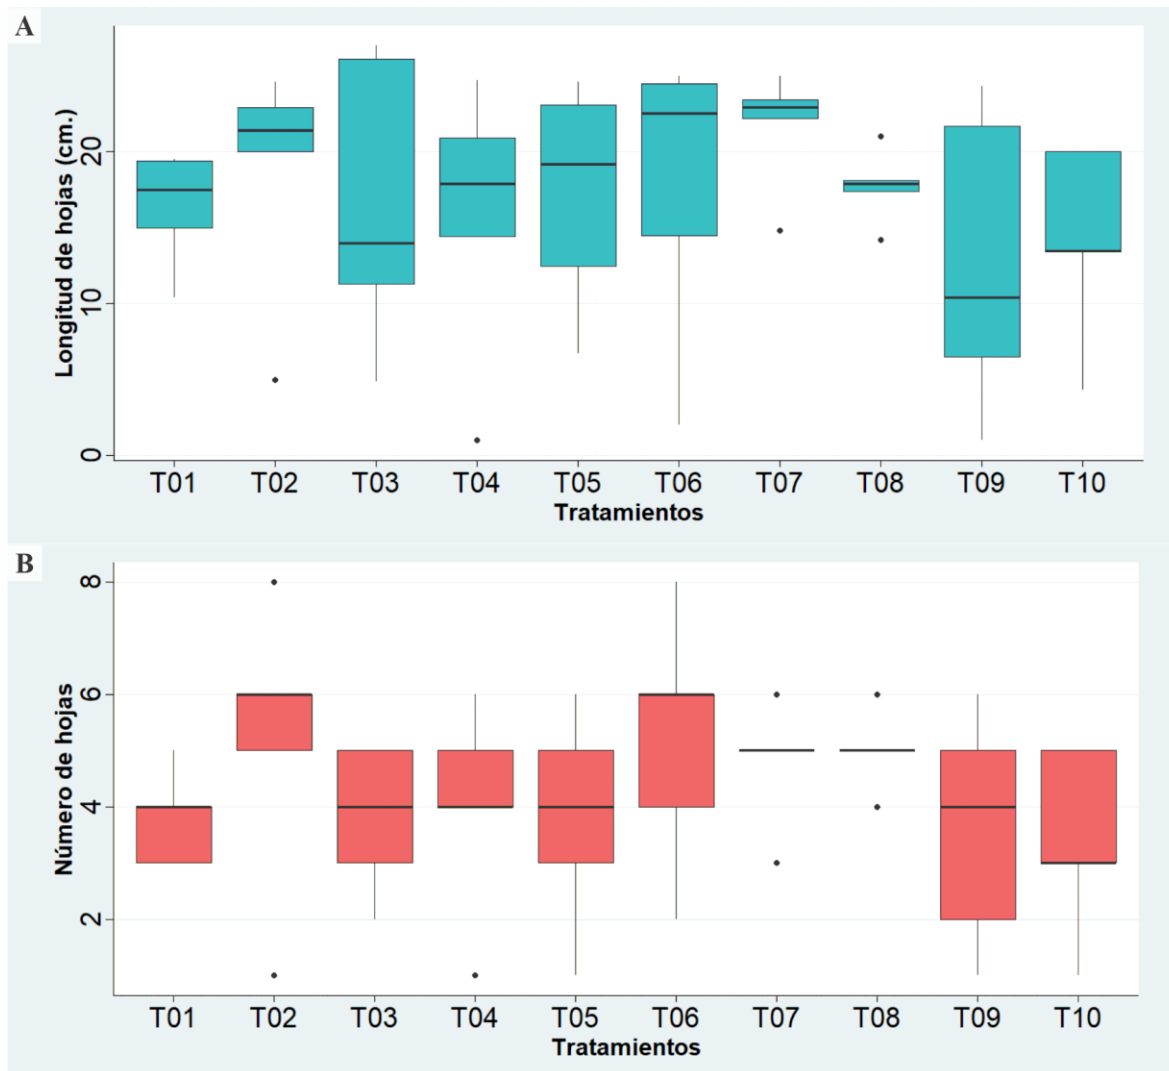 A
Longitud de hojas (cm.)
20
10
0
T01 T02 T03 T04 T05 T06 T07 T08 T09 T10
Tratamientos
B
Número de hojas
8
6
4
2
T01 T02 T03 T04 T05 T06 T07 T08 T09 T10
Tratamientos